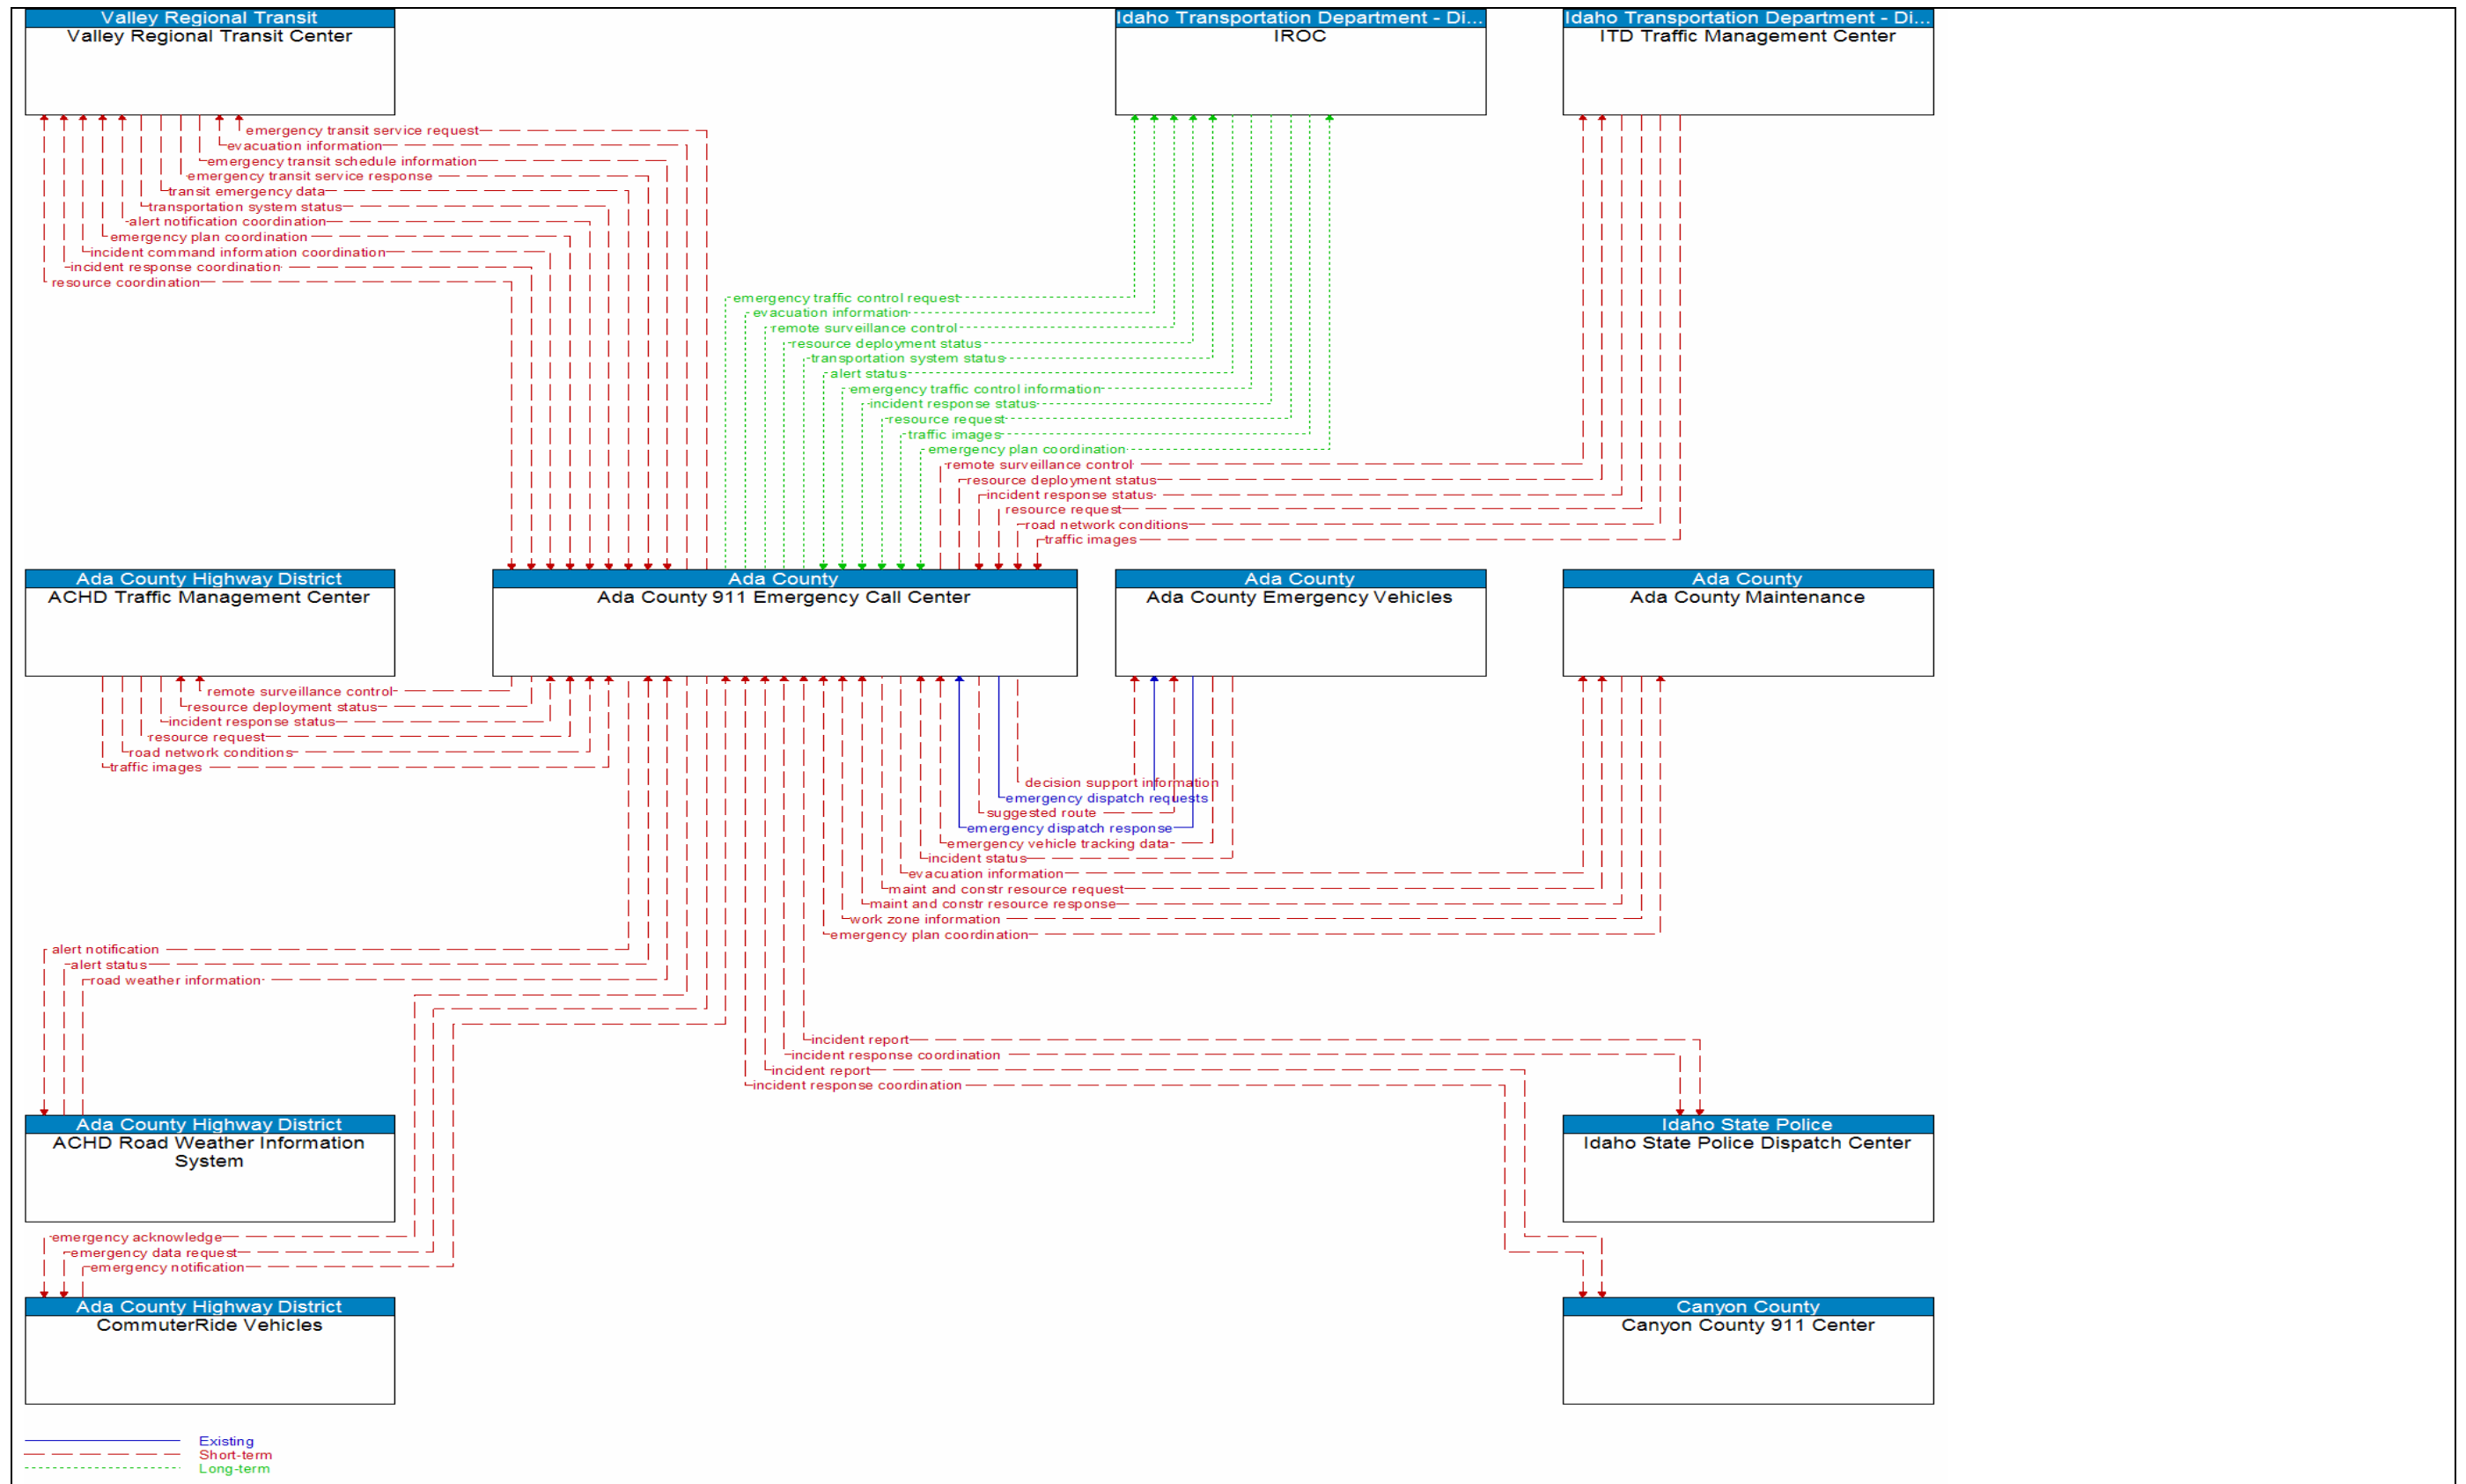 Valley Regional Transit
Valley Regional Transit Center
Idaho Transportation Department - Di...
IROC
Idaho Transportation Department - Di...
ITD Traffic Management Center
emergency transit service request
evacuation information
emergency transit schedule information
emergency transit service response
transit emergency data
transportation system status
alert notification coordination
emergency plan coordination
incident command information coordination
incident response coordination
resource coordination
emergency traffic control request
evacuation information
remote surveillance control
resource deployment status
transportation system status
alert status
emergency traffic control information
incident response status
resource request
traffic images
emergency plan coordination
remote surveillance control
resource deployment status
incident response status
resource request
road network conditions
traffic images
Ada County Highway District
ACHD Traffic Management Center
Ada County
Ada County 911 Emergency Call Center
Ada County
Ada County Emergency Vehicles
Ada County
Ada County Maintenance
remote surveillance control
resource deployment status
incident response status
resource request
road network conditions
traffic images
decision support information
emergency dispatch requests
suggested route
emergency dispatch response
emergency vehicle tracking data
incident status
evacuation information
maint and constr resource request
maint and constr resource response
work zone information
emergency plan coordination
alert notification
alert status
road weather information
incident report
incident response coordination
incident report
incident response coordination
Ada County Highway District
ACHD Road Weather Information
System
Idaho State Police
Idaho State Police Dispatch Center
emergency acknowledge
emergency data request
emergency notification
Ada County Highway District
CommuterRide Vehicles
Canyon County
Canyon County 911 Center
Existing
Short-term
Long-term